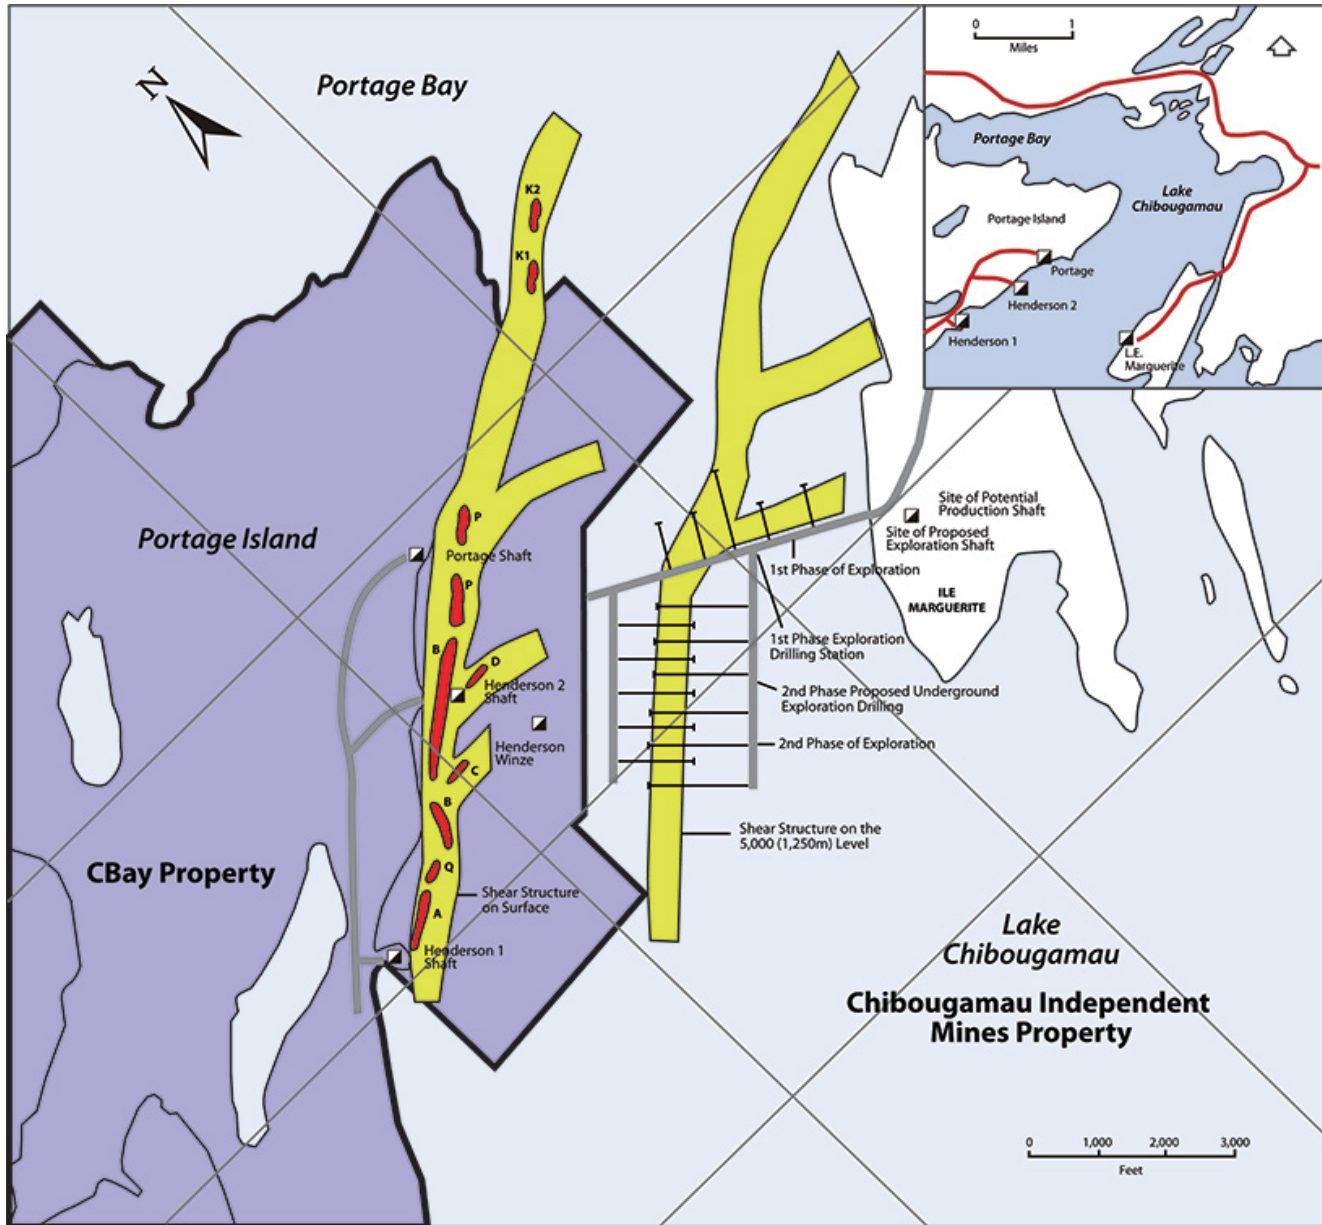 N
Portage Bay
0
1
Miles
Portage Bay
Lake
Chibougamau
Portage Island
Portage
Henderson 2
Henderson 1
L.E.
Marguerite
K2
K1
P
Portage Shaft
P
B
D
Henderson 2
Shaft
Henderson
Winze
C
B
Q
A
Shear Structure
on Surface
Henderson 1
Shaft
Portage Island
CBay Property
Site of Potential
Production Shaft
Site of Proposed
Exploration Shaft
1st Phase of Exploration
ILE
MARGUERITE
1st Phase Exploration
Drilling Station
2nd Phase Proposed Underground
Exploration Drilling
2nd Phase of Exploration
Shear Structure on the
5,000 (1,250m) Level
Lake
Chibougamau
Chibougamau Independent
Mines Property
0
1,000
2,000
3,000
Feet